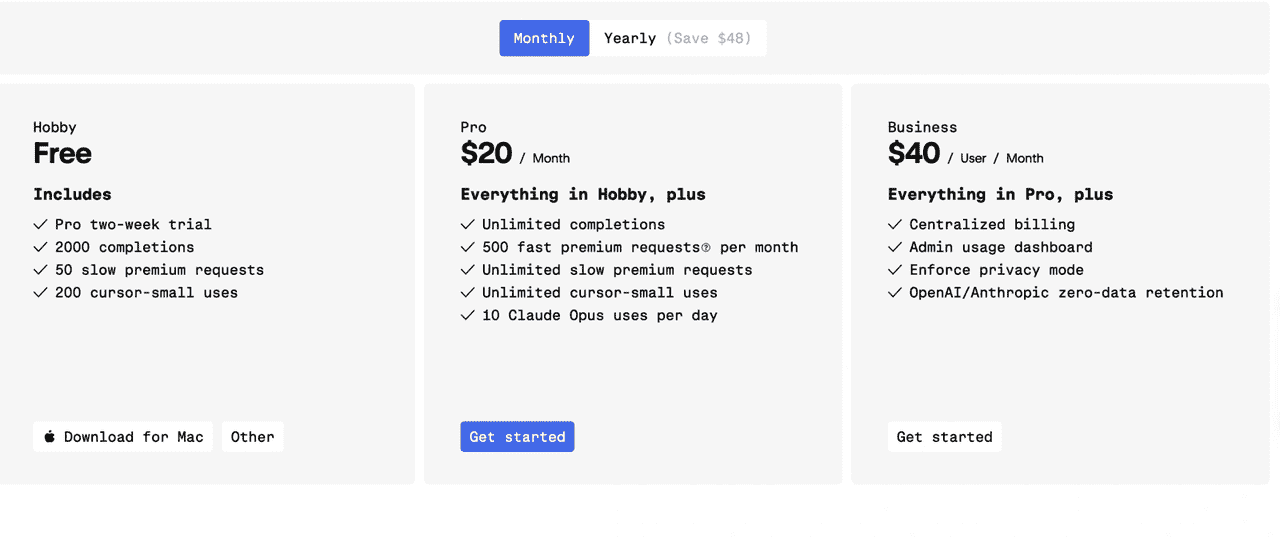 Monthly Yearly (Save $48)
Hobby
Free
Includes
Pro two-week trial
2000 completions
50 slow premium requests
200 cursor-small uses
Download for Mac Other
Pro
$20 / Month
Everything in Hobby, plus
Unlimited completions
500 fast premium requests? per month
Unlimited slow premium requests
Unlimited cursor-small uses
10 Claude Opus uses per day
Get started
Business
$40 / User / Month
Everything in Pro, plus
Centralized billing
Admin usage dashboard
Enforce privacy mode
OpenAI/Anthropic zero-data retention
Get started